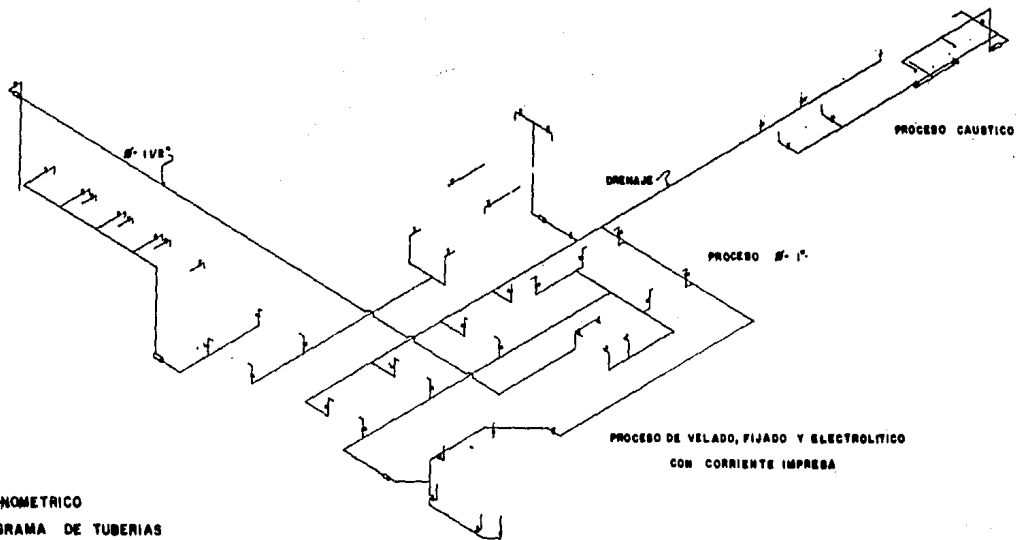 PROCESO CAUSTICO
Ø- 1 1/2"
DRENAJE
PROCESO Ø- 1"-
PROCESO DE VELADO, FIJADO Y ELECTROLITICO
CON CORRIENTE IMPRESA
NOMETRICO
GRAMA DE TUBERIAS